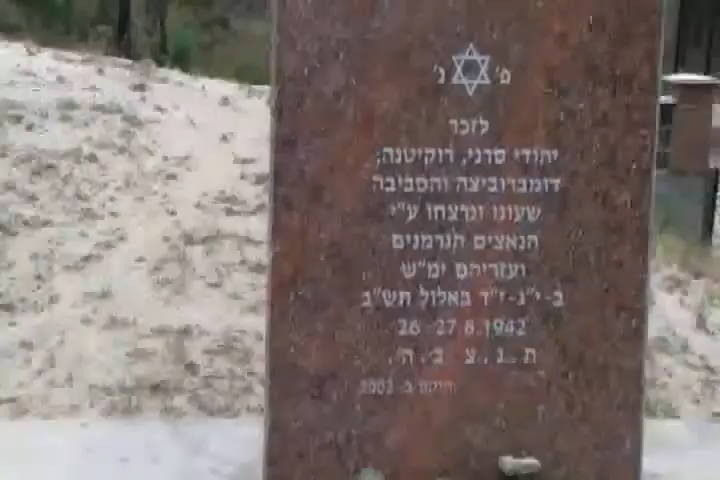 פ׳ נ׳
לזכר
יהודי סרני, רוקיטנה,
דומברוביצה והסביבה
שעונו ונרצחו ע״י
הנאצים הגרמנים
ועוזריהם ימ״ש
ב-י״ג-י״ד באלול תש״ב
26-27.8.1942
ת.נ.צ.ב.ה.
הוקם ב- 2002